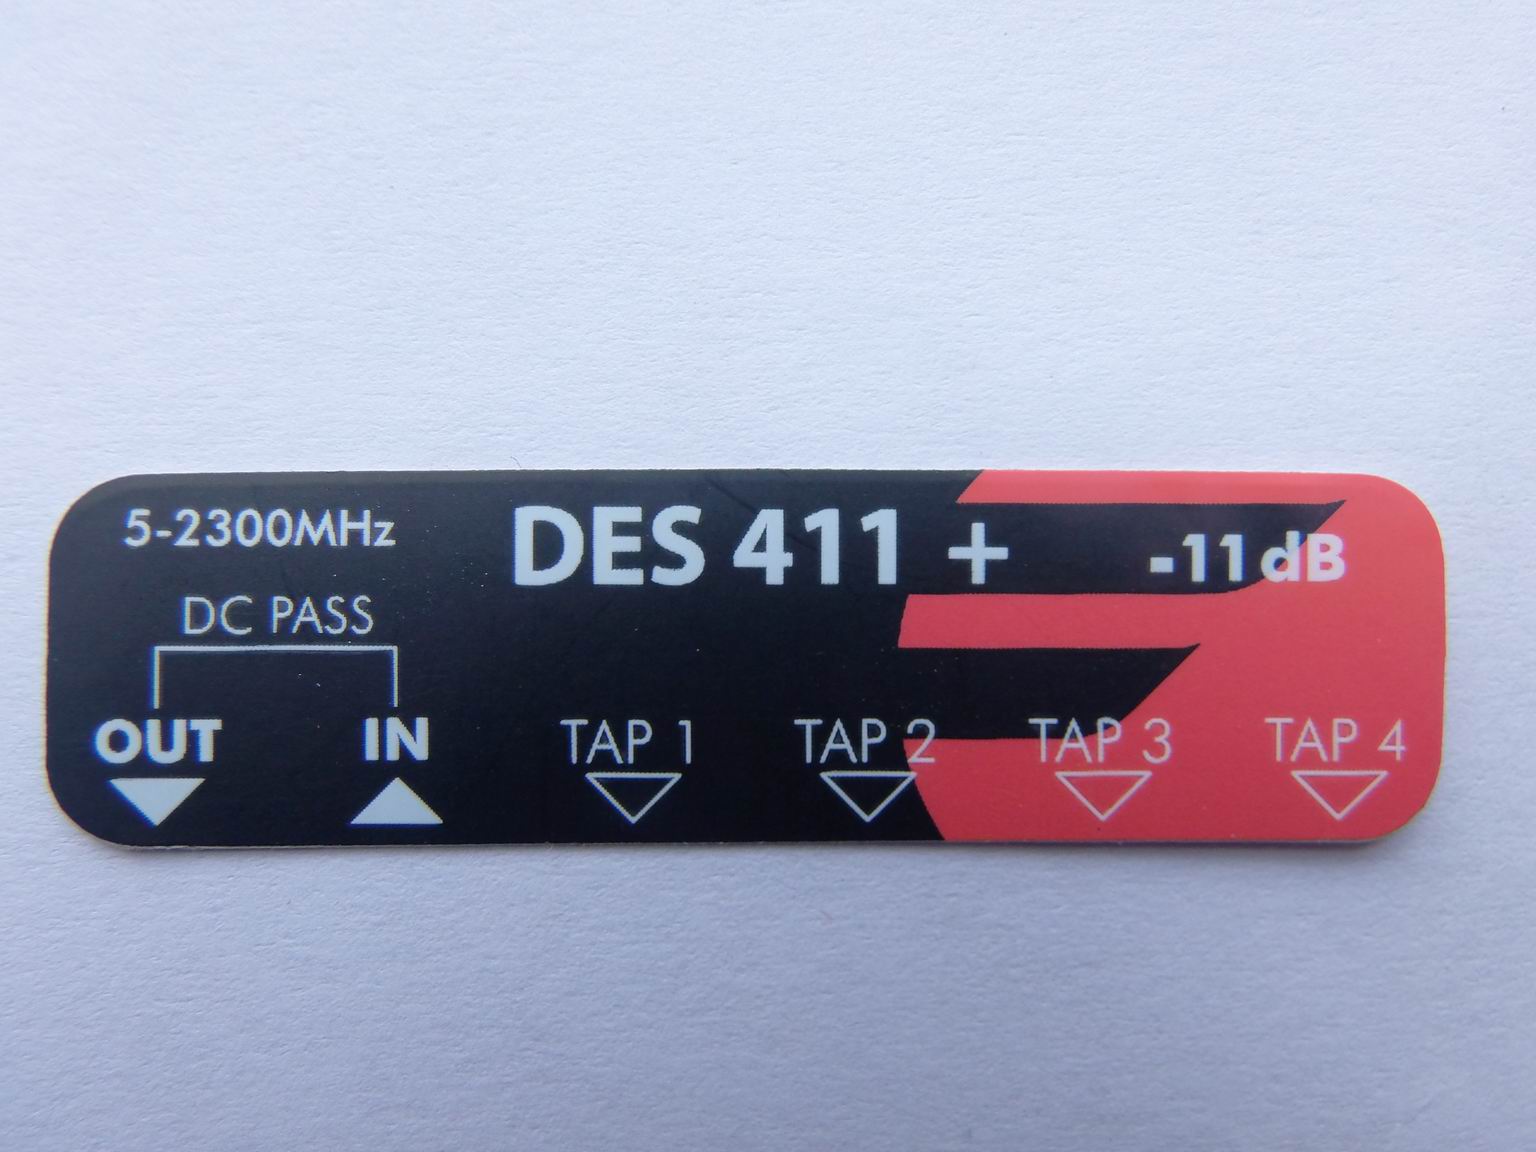 5-2300MHz
DES 411 +
-11 dB
DC PASS
OUT
IN
TAP 1
TAP 2
TAP 3
TAP 4